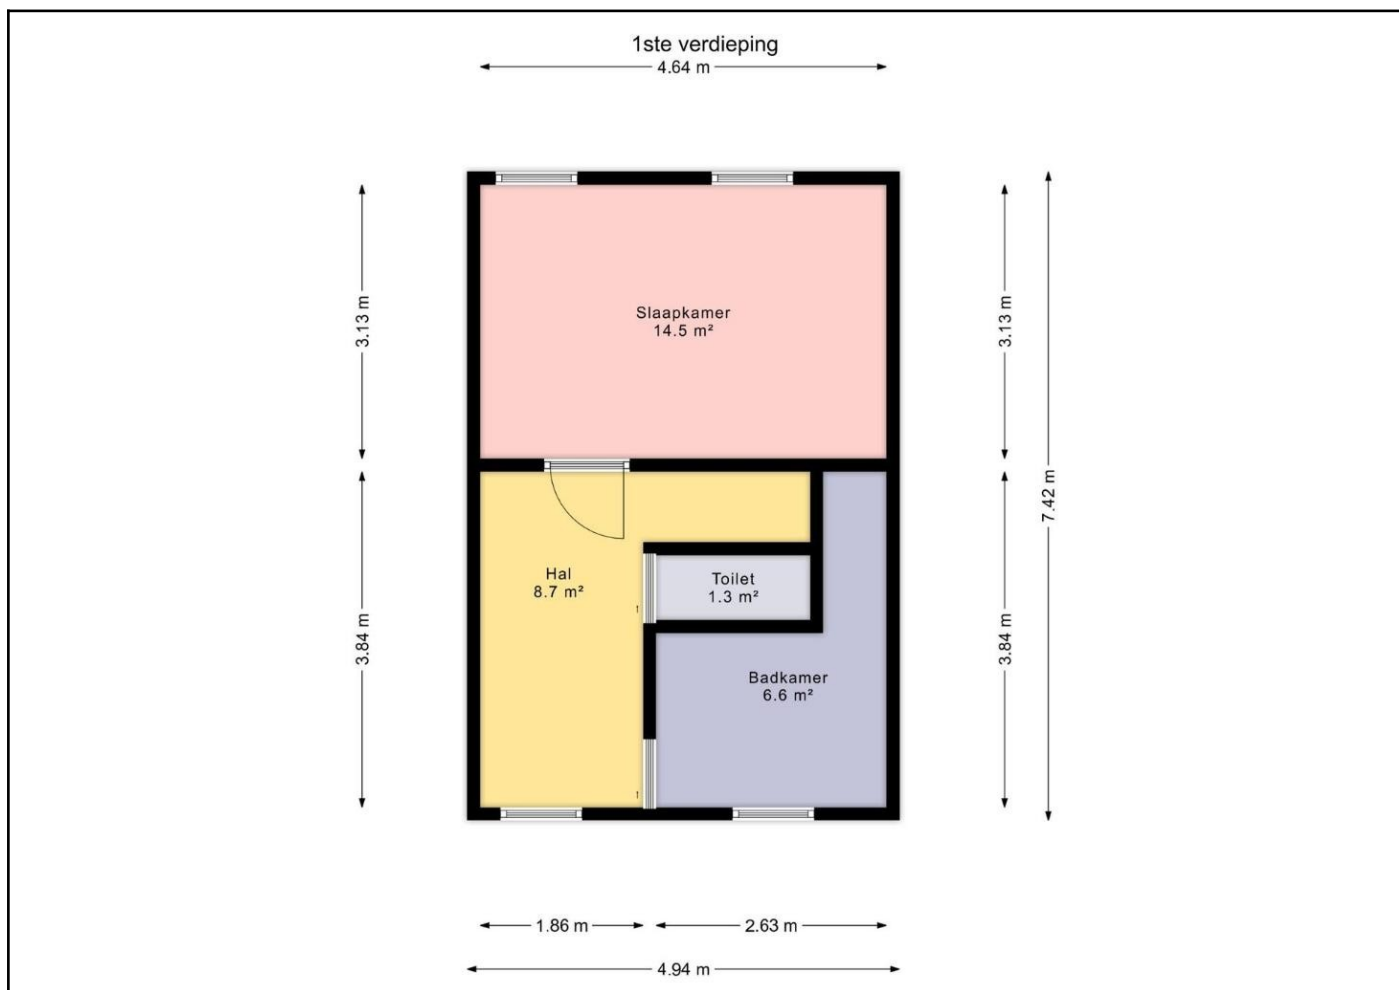 1ste verdieping
4.64 m
3.13 m
3.13 m
Slaapkamer
14.5 m²
7.42 m
Hal
8.7 m²
Toilet
1.3 m²
3.84 m
3.84 m
Badkamer
6.6 m²
1.86 m
2.63 m
4.94 m